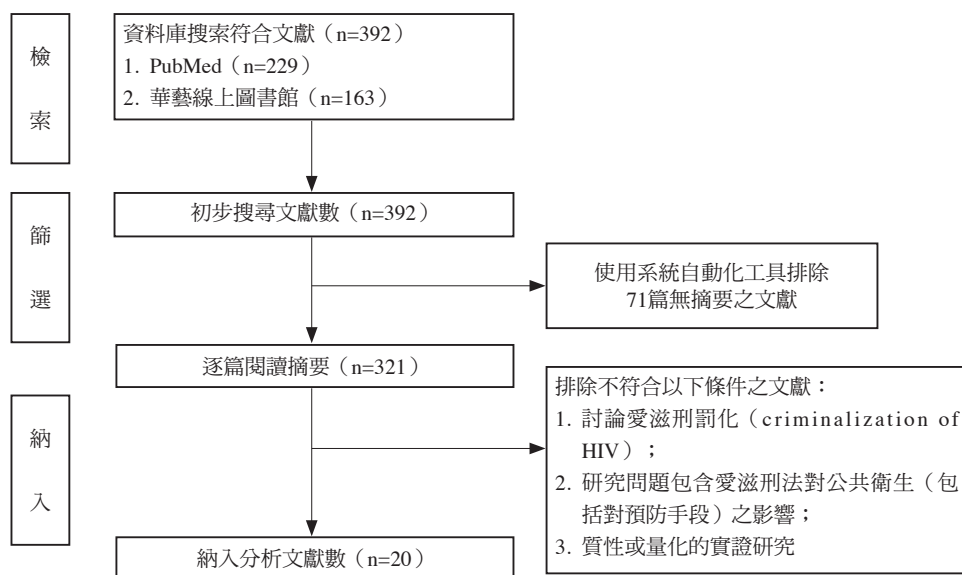 檢索
資料庫搜索符合文獻（n=392）
1. PubMed（n=229）
2. 華藝線上圖書館（n=163）
篩選
初步搜尋文獻數（n=392）
使用系統自動化工具排除
71篇無摘要之文獻
逐篇閱讀摘要（n=321）
納入
排除不符合以下條件之文獻：
1. 討論愛滋刑罰化（criminalization of
HIV）；
2. 研究問題包含愛滋刑法對公共衛生（包
括對預防手段）之影響；
3. 質性或量化的實證研究
納入分析文獻數（n=20）